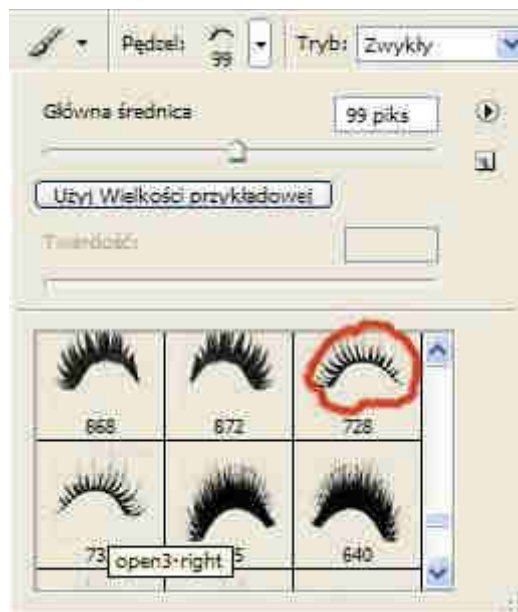 Pędzel: 99 Tryb: Zwykły
Główna średnica 99 piks
Użyj Wielkości przykładowej
Twardość:
868 872 728
73 5 640
open3-right